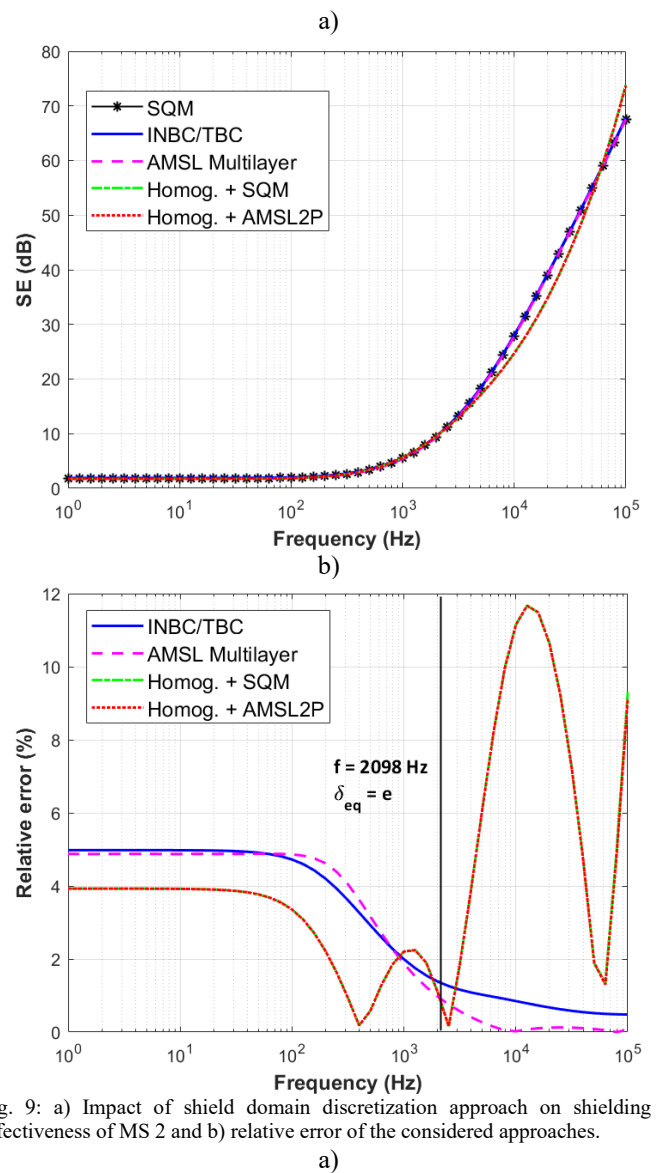 a)
80
70
60
50
40
30
20
10
0
SE (dB)
SQM
INBC/TBC
AMSL Multilayer
Homog. + SQM
Homog. + AMSL2P
10^0 10^1 10^2 10^3 10^4 10^5
Frequency (Hz)
b)
12
10
8
6
4
2
0
Relative error (%)
INBC/TBC
AMSL Multilayer
Homog. + SQM
Homog. + AMSL2P
f = 2098 Hz
δ_eq = e
10^0 10^1 10^2 10^3 10^4 10^5
Frequency (Hz)
g. 9: a) Impact of shield domain discretization approach on shielding
fectiveness of MS 2 and b) relative error of the considered approaches.
a)